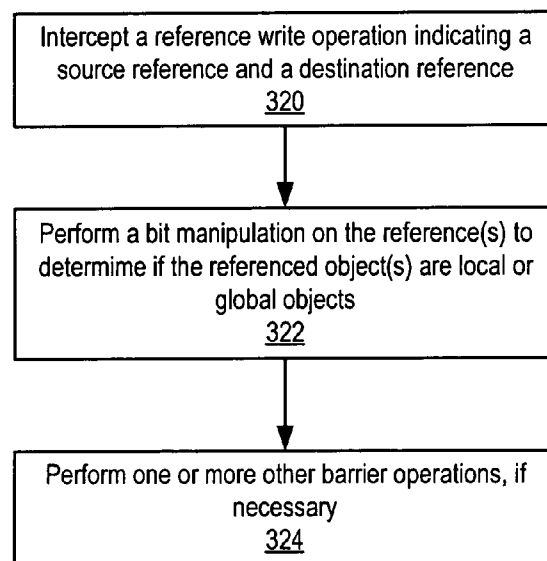 Intercept a reference write operation indicating a
source reference and a destination reference
320
Perform a bit manipulation on the reference(s) to
determime if the referenced object(s) are local or
global objects
322
Perform one or more other barrier operations, if
necessary
324